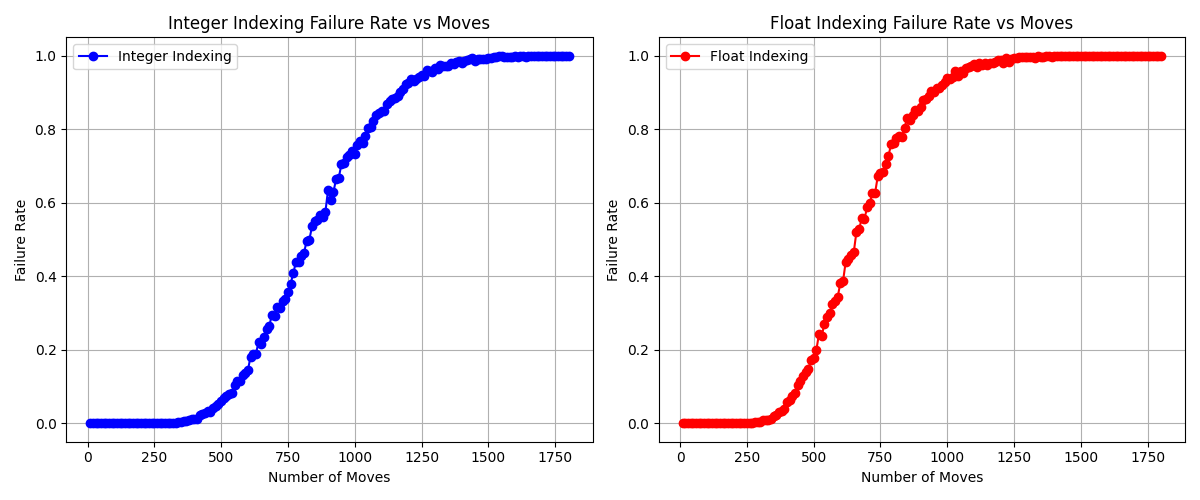 Integer Indexing Failure Rate vs Moves
Integer Indexing
Failure Rate
1.0
0.8
0.6
0.4
0.2
0.0
0 250 500 750 1000 1250 1500 1750
Number of Moves
Float Indexing Failure Rate vs Moves
Float Indexing
Failure Rate
1.0
0.8
0.6
0.4
0.2
0.0
0 250 500 750 1000 1250 1500 1750
Number of Moves